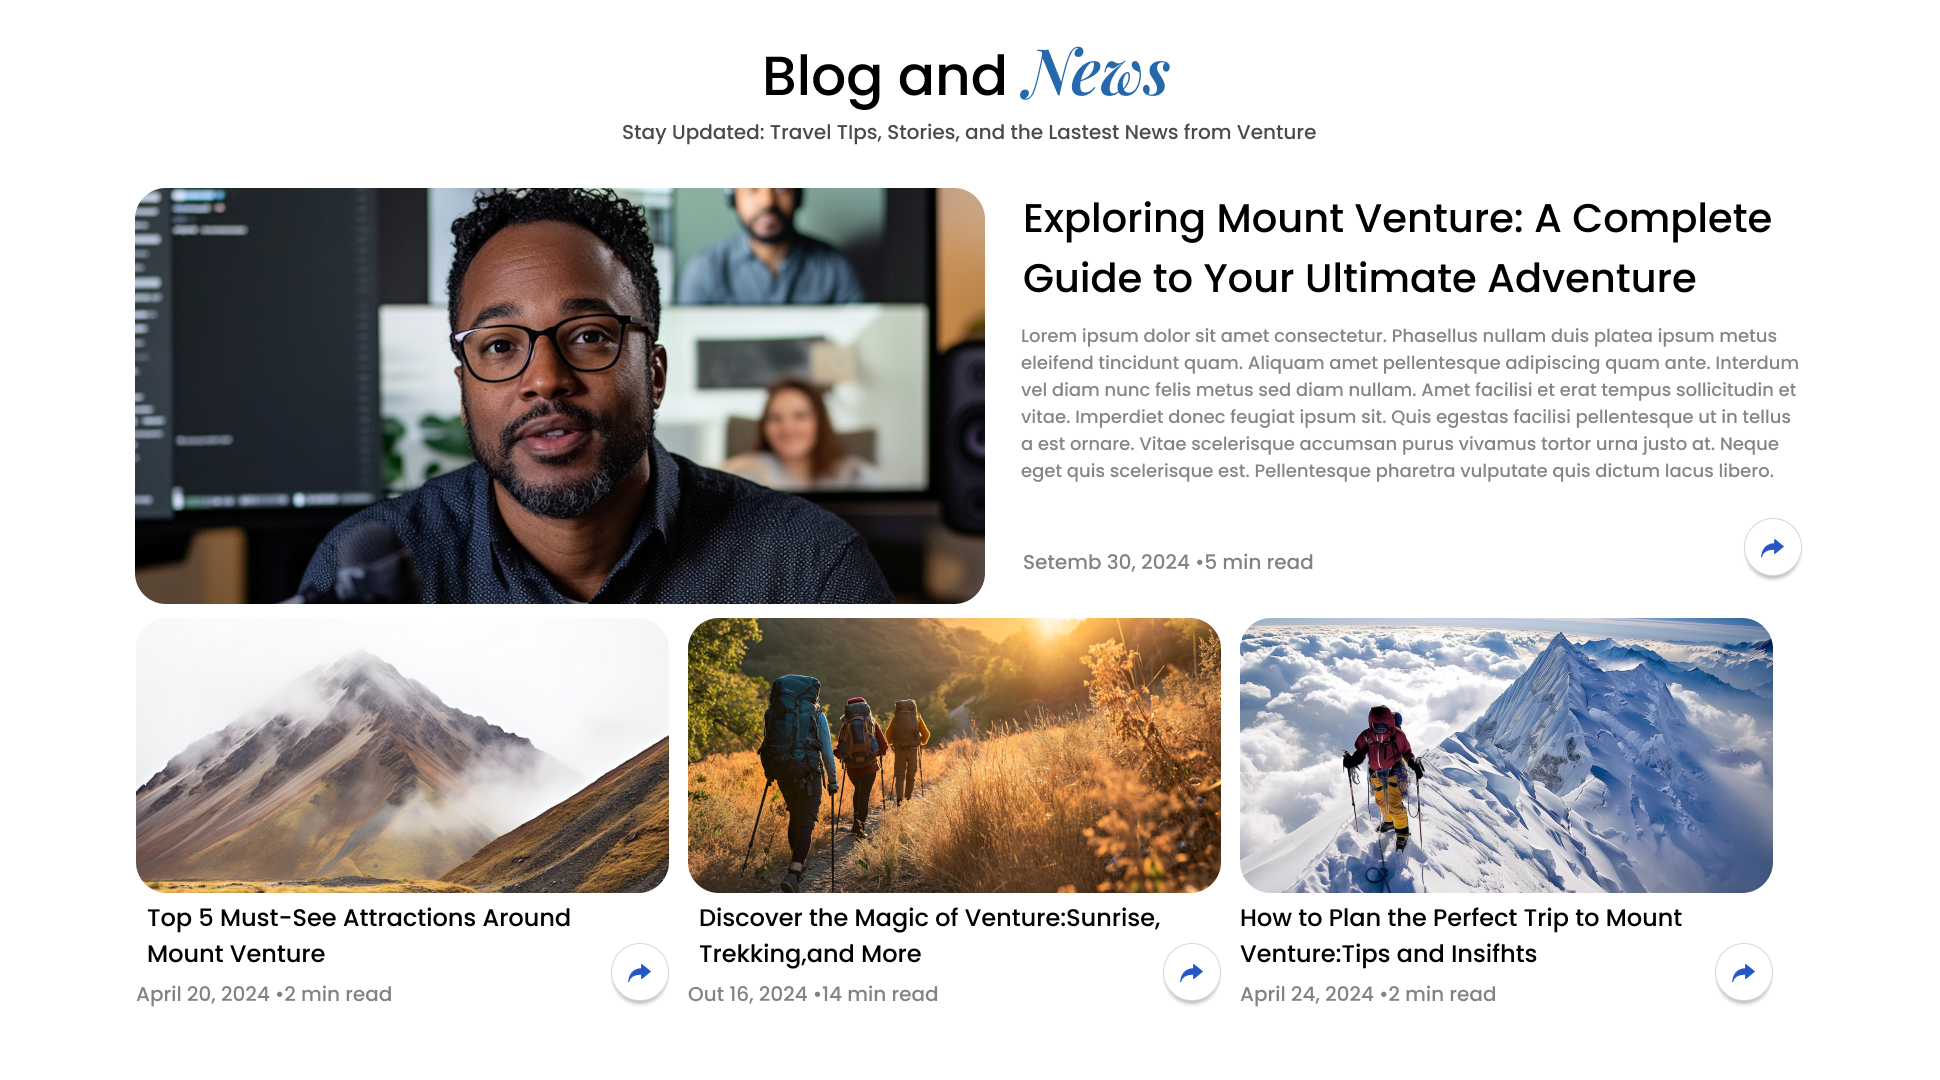 Blog and News
Stay Updated: Travel TIps, Stories, and the Lastest News from Venture
Exploring Mount Venture: A Complete
Guide to Your Ultimate Adventure
Lorem ipsum dolor sit amet consectetur. Phasellus nullam duis platea ipsum metus
eleifend tincidunt quam. Aliquam amet pellentesque adipiscing quam ante. Interdum
vel diam nunc felis metus sed diam nullam. Amet facilisi et erat tempus sollicitudin et
vitae. Imperdiet donec feugiat ipsum sit. Quis egestas facilisi pellentesque ut in tellus
a est ornare. Vitae scelerisque accumsan purus vivamus tortor urna justo at. Neque
eget quis scelerisque est. Pellentesque pharetra vulputate quis dictum lacus libero.
Setemb 30, 2024 •5 min read
Top 5 Must-See Attractions Around
Mount Venture
April 20, 2024 •2 min read
Discover the Magic of Venture:Sunrise,
Trekking,and More
Out 16, 2024 •14 min read
How to Plan the Perfect Trip to Mount
Venture:Tips and Insifhts
April 24, 2024 •2 min read